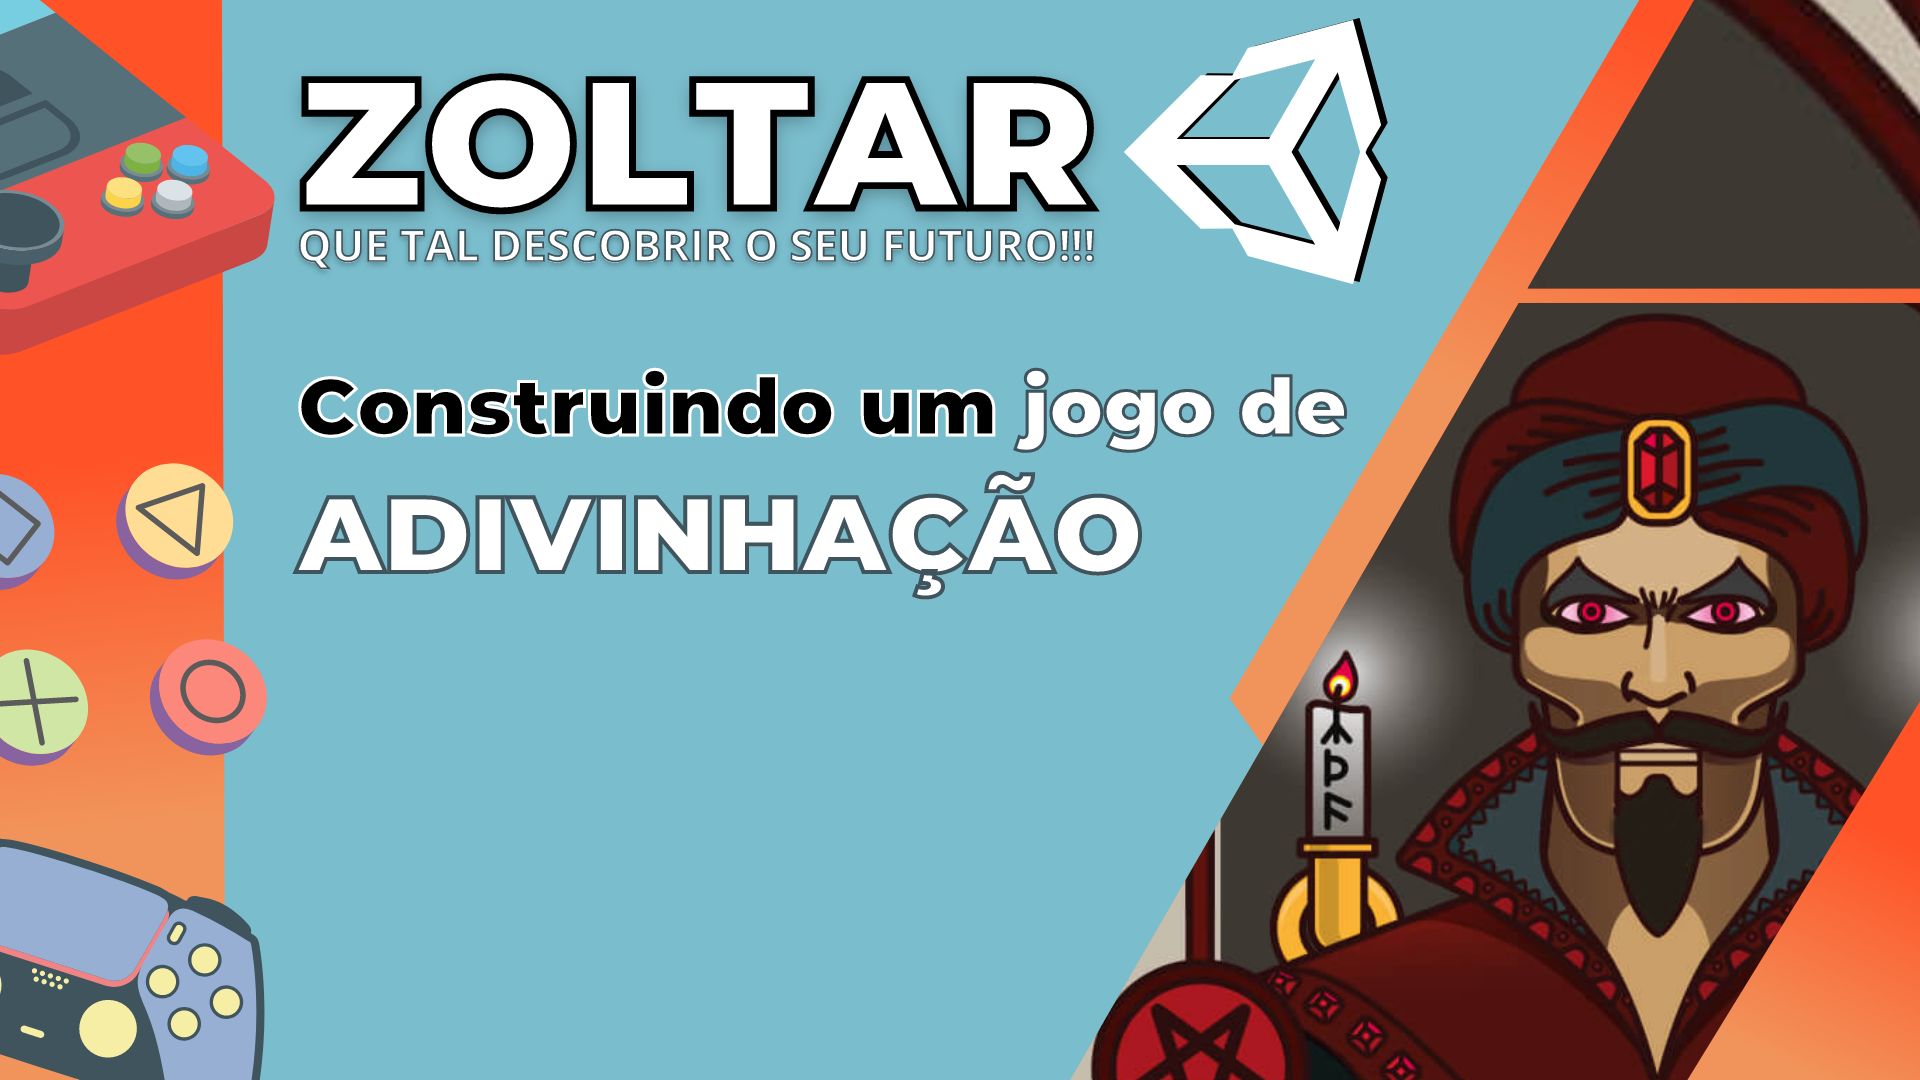 ZOLTAR
QUE TAL DESCOBRIR O SEU FUTURO!!!
Construindo um jogo de
ADIVINHAÇÃO